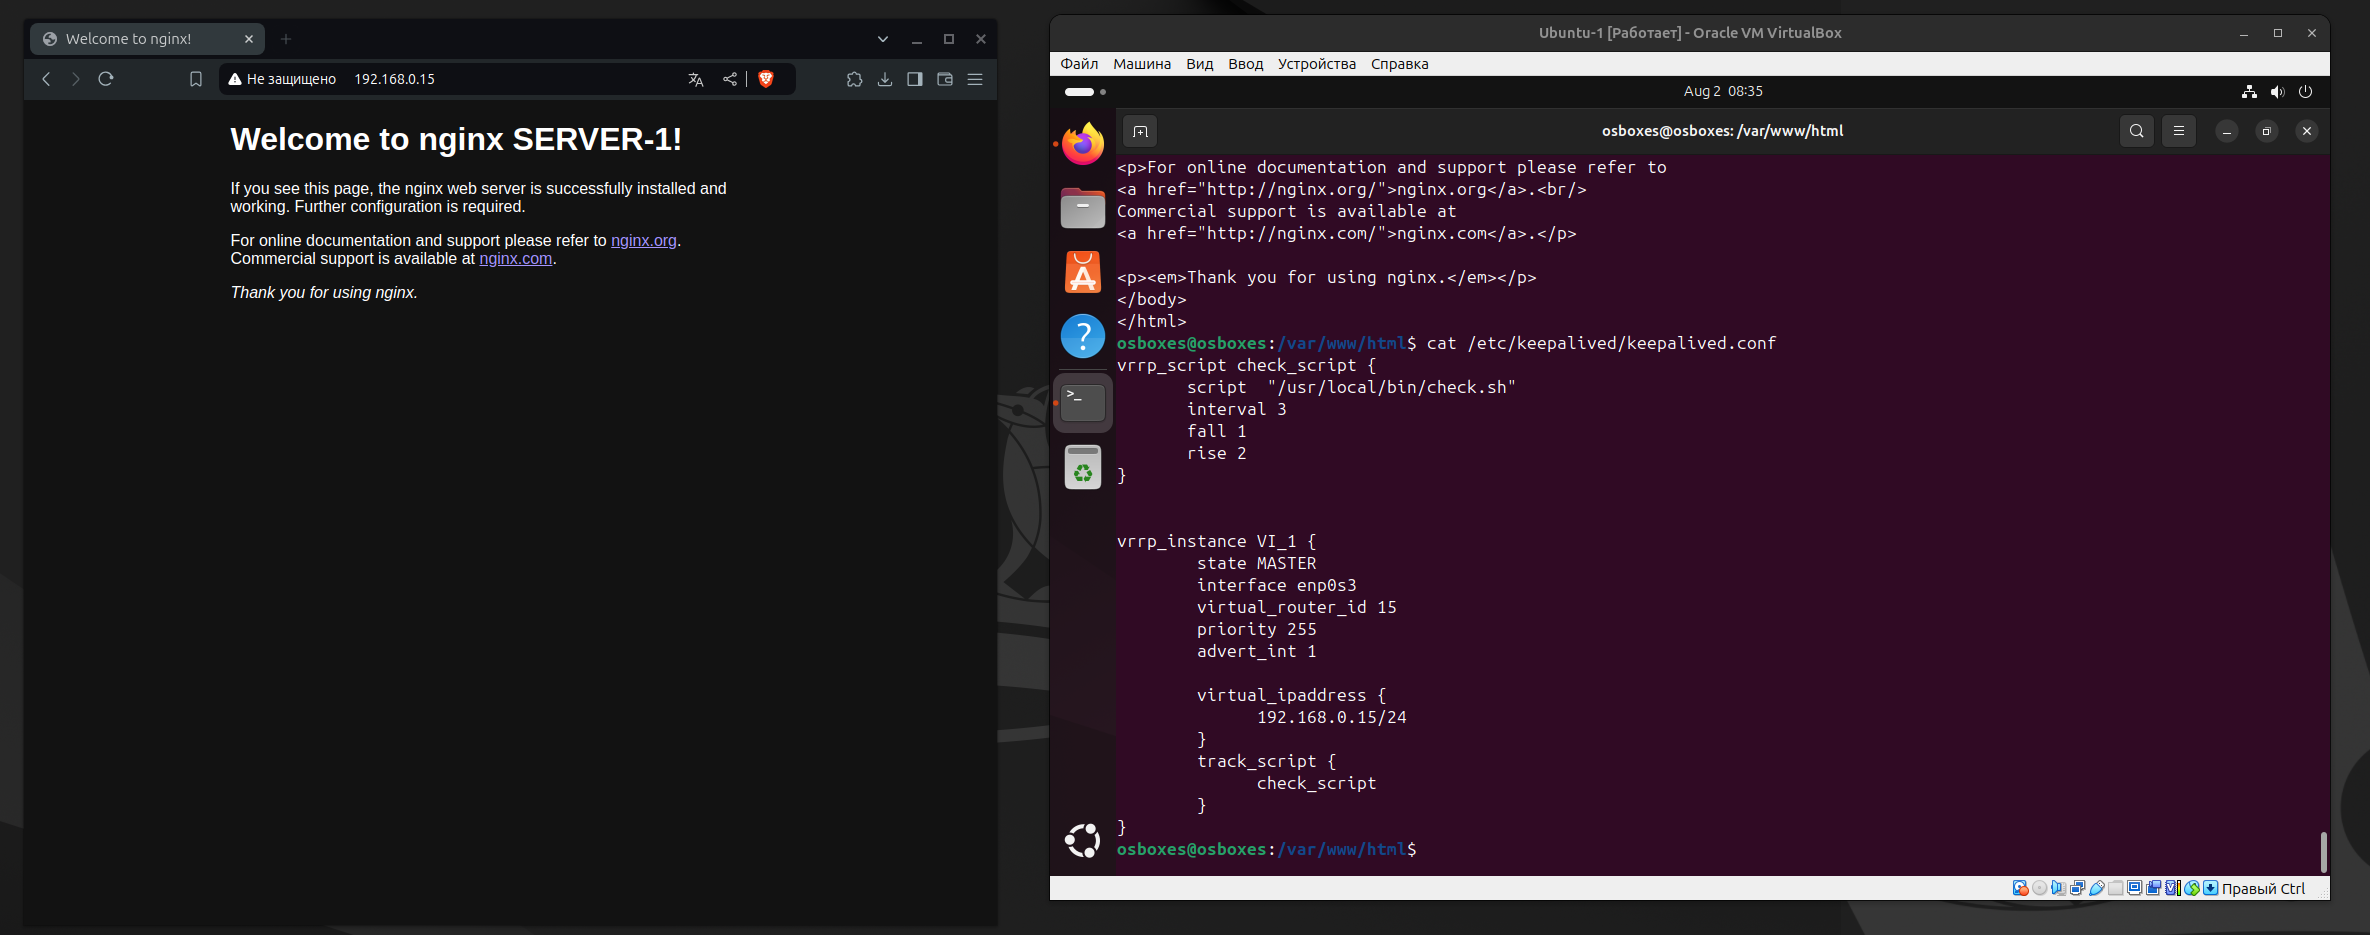 Welcome to nginx!
Не защищено 192.168.0.15
Welcome to nginx SERVER-1!
If you see this page, the nginx web server is successfully installed and
working. Further configuration is required.
For online documentation and support please refer to nginx.org.
Commercial support is available at nginx.com.
Thank you for using nginx.
Ubuntu-1 [Работает] - Oracle VM VirtualBox
Файл Машина Вид Ввод Устройства Справка
Aug 2 08:35
osboxes@osboxes: /var/www/html
<p>For online documentation and support please refer to
<a href="http://nginx.org/">nginx.org</a>.<br/>
Commercial support is available at
<a href="http://nginx.com/">nginx.com</a>.</p>
<p><em>Thank you for using nginx.</em></p>
</body>
</html>
osboxes@osboxes:/var/www/html$ cat /etc/keepalived/keepalived.conf
vrrp_script check_script {
script "/usr/local/bin/check.sh"
interval 3
fall 1
rise 2
}
vrrp_instance VI_1 {
state MASTER
interface enp0s3
virtual_router_id 15
priority 255
advert_int 1
virtual_ipaddress {
192.168.0.15/24
}
track_script {
check_script
}
}
osboxes@osboxes:/var/www/html$
Правый Ctrl